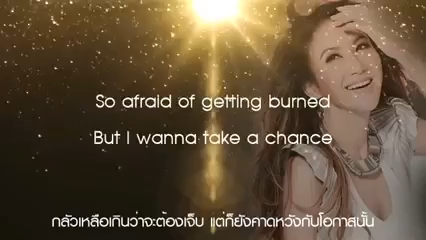 So afraid of getting burned
But I wanna take a chance
กลัวเหลือเกินว่าจะต้องเจ็บ แต่ก็ยังคาดหวังกับโอกาสนั้น